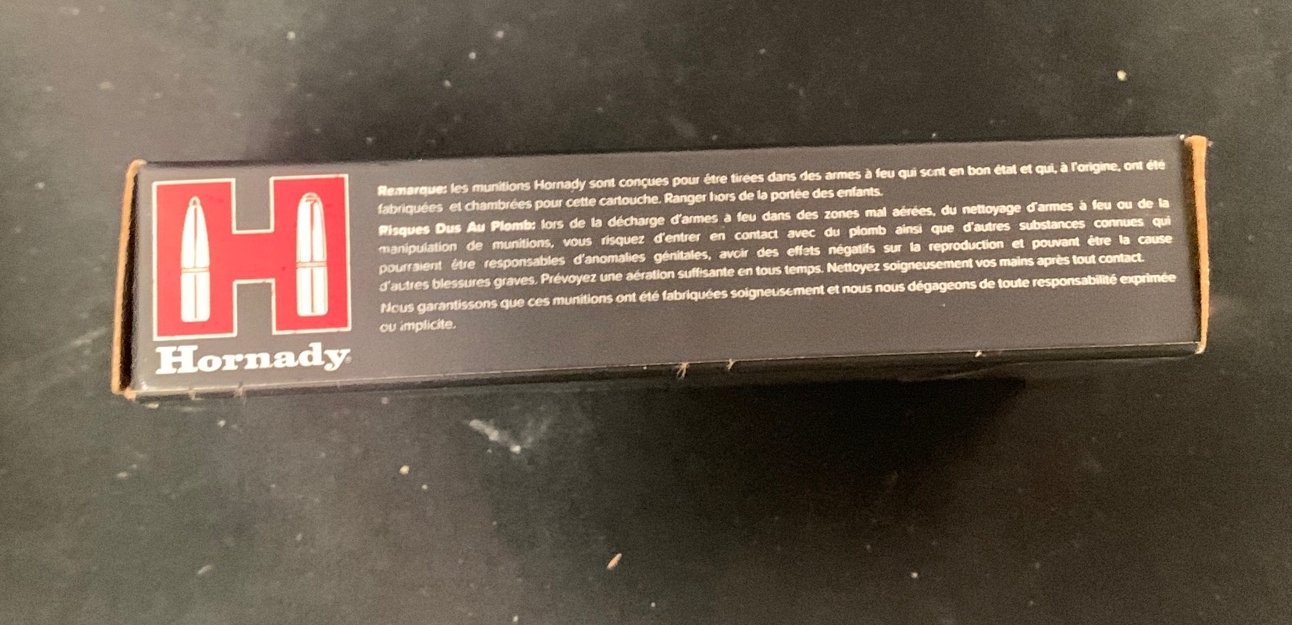 Remarque: les munitions Hornady sont conçues pour être tirées dans des armes à feu qui sont en bon état et qui, à l'origine, ont été
fabriquées et chambrées pour cette cartouche. Ranger hors de la portée des enfants.
Risques Dus Au Plomb: lors de la décharge d'armes à feu dans des zones mal aérées, du nettoyage d'armes à feu ou de la
manipulation de munitions, vous risquez d'entrer en contact avec du plomb ainsi que d'autres substances connues qui
pourraient être responsables d'anomalies génitales, avoir des effets négatifs sur la reproduction et pouvant être la cause
d'autres blessures graves. Prévoyez une aération suffisante en tous temps. Nettoyez soigneusement vos mains après tout contact.
Nous garantissons que ces munitions ont été fabriquées soigneusement et nous nous dégageons de toute responsabilité exprimée
ou implicite.
H
Hornady